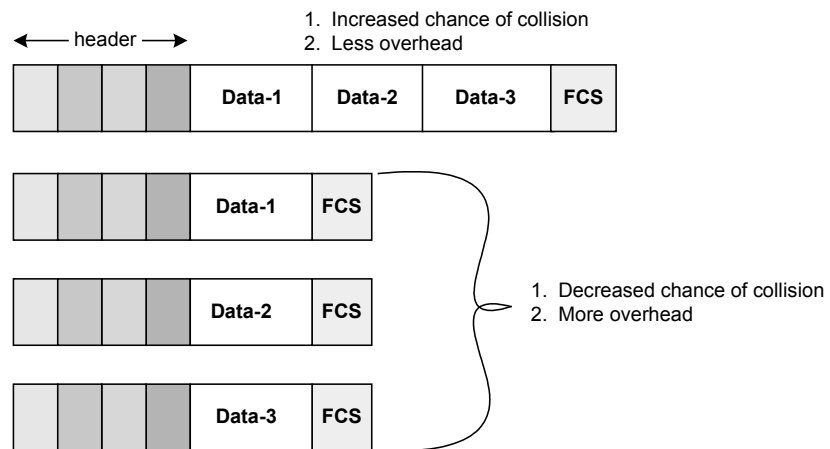 1. Increased chance of collision
2. Less overhead
header
Data-1 Data-2 Data-3 FCS
Data-1 FCS
Data-2 FCS
1. Decreased chance of collision
2. More overhead
Data-3 FCS